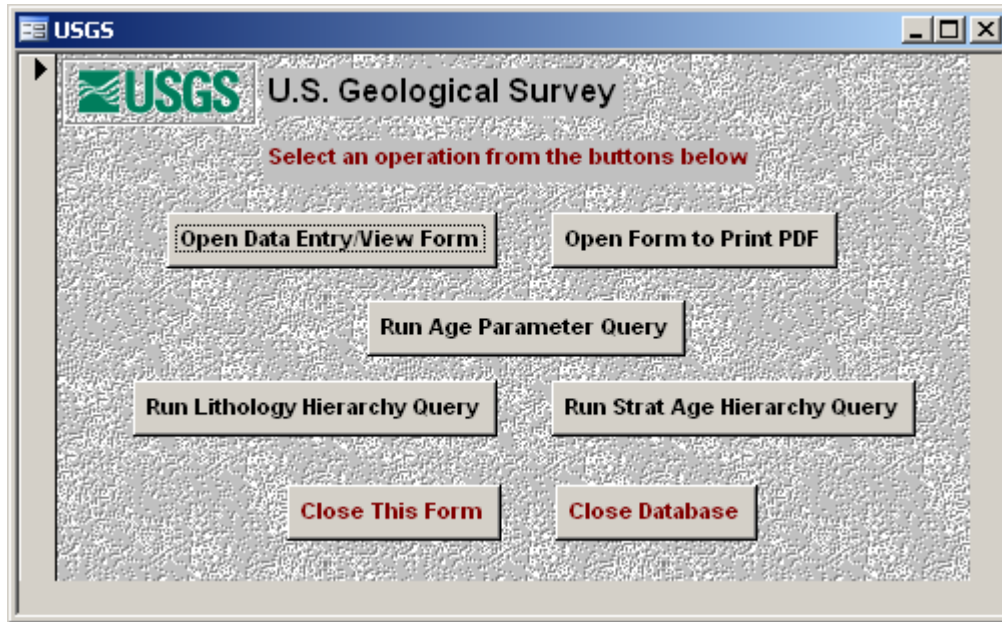 USGS
USGS U.S. Geological Survey
Select an operation from the buttons below
Open Data Entry/View Form Open Form to Print PDF
Run Age Parameter Query
Run Lithology Hierarchy Query Run Strat Age Hierarchy Query
Close This Form Close Database